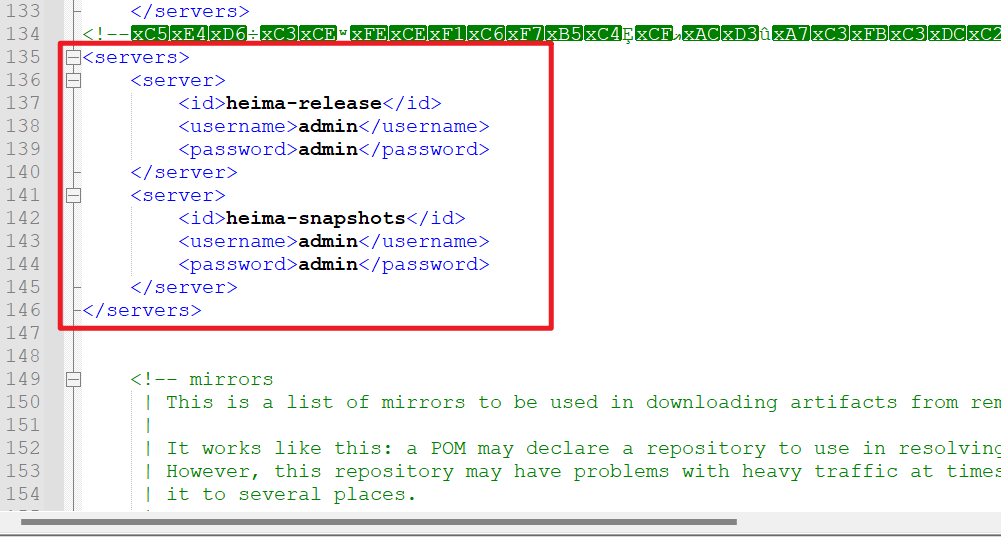 133 </servers>
134 <!--xC5xE4xD6÷xC3xCEʷxFExCExF1xC6xF7xB5xC4ȨxCFޔxACxD3ûxA7xC3xFBxC3xDCxC2
135 <servers>
136 <server>
137 <id>heima-release</id>
138 <username>admin</username>
139 <password>admin</password>
140 </server>
141 <server>
142 <id>heima-snapshots</id>
143 <username>admin</username>
144 <password>admin</password>
145 </server>
146 </servers>
147
148
149 <!-- mirrors
150 | This is a list of mirrors to be used in downloading artifacts from rem
151 |
152 | It works like this: a POM may declare a repository to use in resolving
153 | However, this repository may have problems with heavy traffic at times
154 | it to several places.